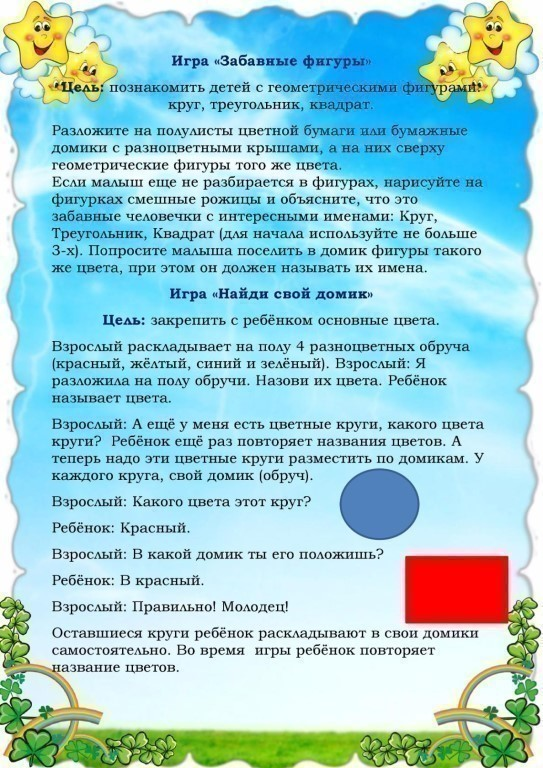 Игра «Забавные фигуры»
Цель: познакомить детей с геометрическими фигурами:
круг, треугольник, квадрат.
Разложите на полулисты цветной бумаги или бумажные
домики с разноцветными крышами, а на них сверху
геометрические фигуры того же цвета.
Если малыш еще не разбирается в фигурах, нарисуйте на
фигурках смешные рожицы и объясните, что это
забавные человечки с интересными именами: Круг,
Треугольник, Квадрат (для начала используйте не больше
3-х). Попросите малыша поселить в домик фигуры такого
же цвета, при этом он должен называть их имена.
Игра «Найди свой домик»
Цель: закрепить с ребёнком основные цвета.
Взрослый раскладывает на полу 4 разноцветных обруча
(красный, жёлтый, синий и зелёный). Взрослый: Я
разложила на полу обручи. Назови их цвета. Ребёнок
называет цвета.
Взрослый: А ещё у меня есть цветные круги, какого цвета
круги? Ребёнок ещё раз повторяет названия цветов. А
теперь надо эти цветные круги разместить по домикам. У
каждого круга, свой домик (обруч).
Взрослый: Какого цвета этот круг?
Ребёнок: Красный.
Взрослый: В какой домик ты его положишь?
Ребёнок: В красный.
Взрослый: Правильно! Молодец!
Оставшиеся круги ребёнок раскладывают в свои домики
самостоятельно. Во время игры ребёнок повторяет
название цветов.